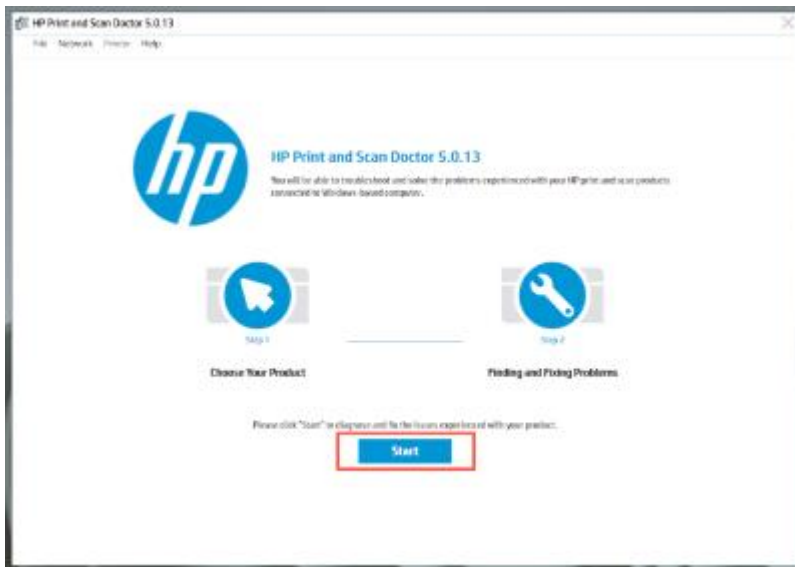 HP Print and Scan Doctor 5.0.13
File Network Printer Help
hp
HP Print and Scan Doctor 5.0.13
You will be able to troubleshoot and solve the problems experienced with your HP print and scan products
connected to Windows-based computer.
Step 1
Step 2
Choose Your Product
Finding and Fixing Problems
Please click "Start" to diagnose and fix the issues experienced with your product.
Start